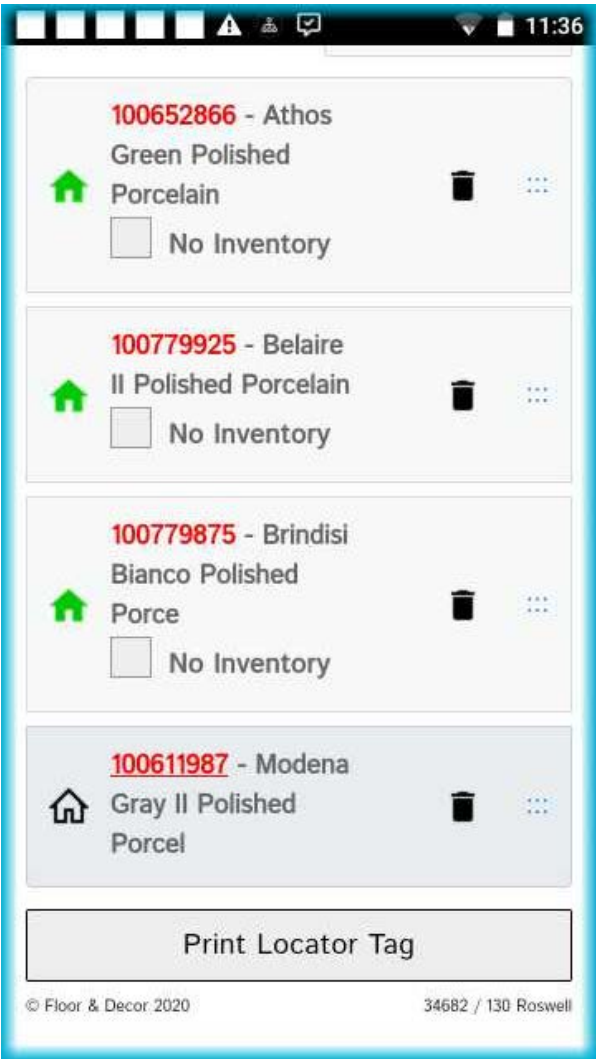 11:36
100652866 - Athos
Green Polished
Porcelain
No Inventory
100779925 - Belaire
II Polished Porcelain
No Inventory
100779875 - Brindisi
Bianco Polished
Porce
No Inventory
100611987 - Modena
Gray II Polished
Porcel
Print Locator Tag
© Floor & Decor 2020 34682 / 130 Roswell